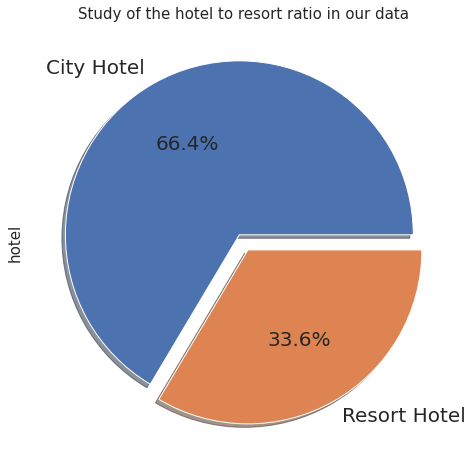 Study of the hotel to resort ratio in our data
City Hotel
66.4%
hotel
33.6%
Resort Hotel